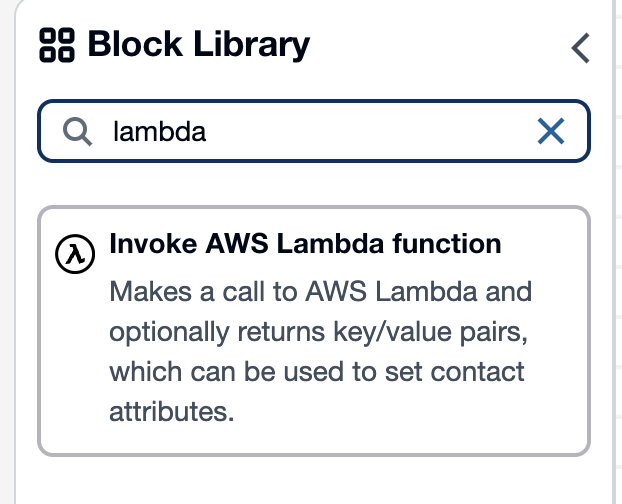 Block Library
lambda
Invoke AWS Lambda function
Makes a call to AWS Lambda and
optionally returns key/value pairs,
which can be used to set contact
attributes.